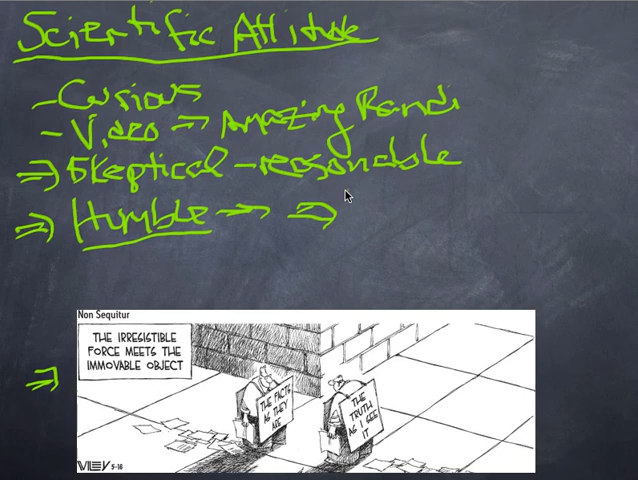 Scientific Attitude
- Curious
- Video => Amazing Randi
=> Skeptical - reasonable
=> Humble -> =>
Non Sequitur
THE IRRESISTIBLE
FORCE MEETS THE
IMMOVABLE OBJECT
=>
THE FACTS
AS THEY
ARE
THE
TRUTH
AS I SEE
IT
WILEY 5-16